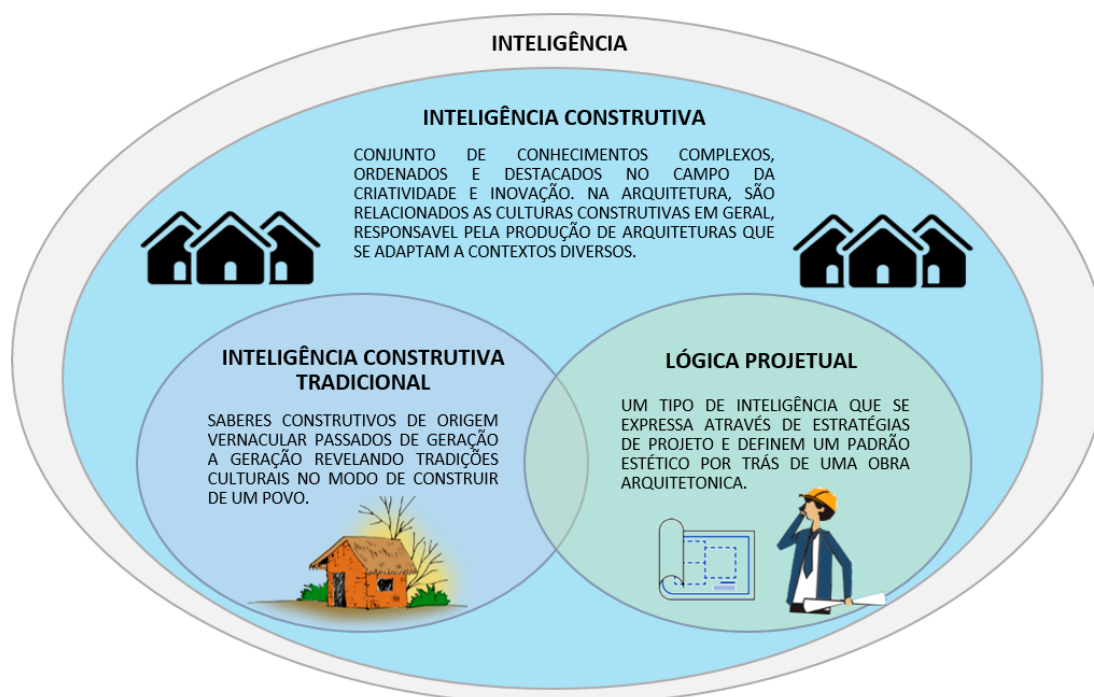 INTELIGÊNCIA
INTELIGÊNCIA CONSTRUTIVA
CONJUNTO DE CONHECIMENTOS COMPLEXOS,
ORDENADOS E DESTACADOS NO CAMPO DA
CRIATIVIDADE E INOVAÇÃO. NA ARQUITETURA, SÃO
RELACIONADOS AS CULTURAS CONSTRUTIVAS EM GERAL,
RESPONSAVEL PELA PRODUÇÃO DE ARQUITETURAS QUE
SE ADAPTAM A CONTEXTOS DIVERSOS.
INTELIGÊNCIA CONSTRUTIVA
TRADICIONAL
SABERES CONSTRUTIVOS DE ORIGEM
VERNACULAR PASSADOS DE GERAÇÃO
A GERAÇÃO REVELANDO TRADIÇÕES
CULTURAIS NO MODO DE CONSTRUIR
DE UM POVO.
LÓGICA PROJETUAL
UM TIPO DE INTELIGÊNCIA QUE SE
EXPRESSA ATRAVÉS DE ESTRATÉGIAS
DE PROJETO E DEFINEM UM PADRÃO
ESTÉTICO POR TRÁS DE UMA OBRA
ARQUITETONICA.